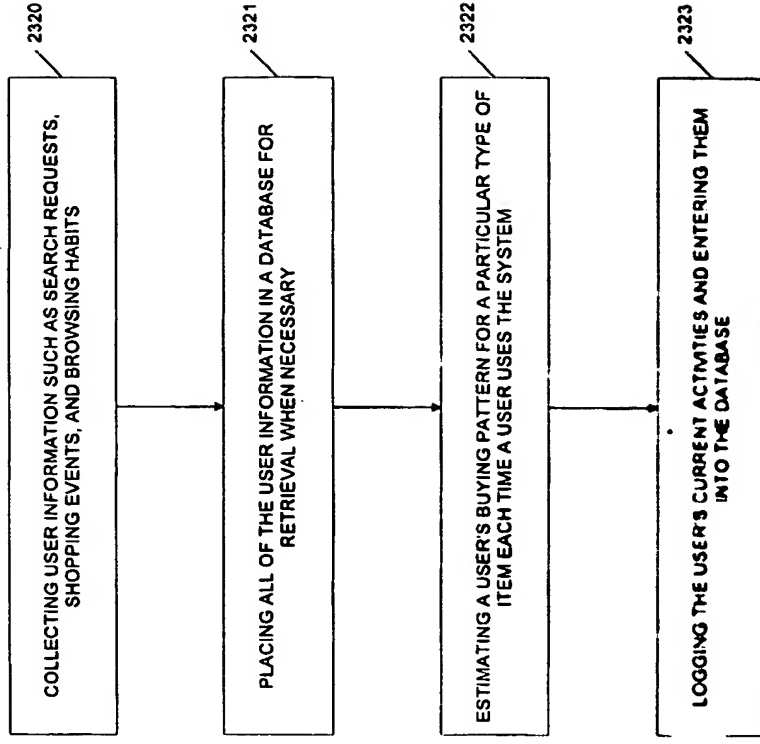 COLLECTING USER INFORMATION SUCH AS SEARCH REQUESTS,
SHOPPING EVENTS, AND BROWSING HABITS
2320
PLACING ALL OF THE USER INFORMATION IN A DATABASE FOR
RETRIEVAL WHEN NECESSARY
2321
ESTIMATING A USER'S BUYING PATTERN FOR A PARTICULAR TYPE OF
ITEM EACH TIME A USER USES THE SYSTEM
2322
LOGGING THE USER'S CURRENT ACTIVITIES AND ENTERING THEM
INTO THE DATABASE
2323